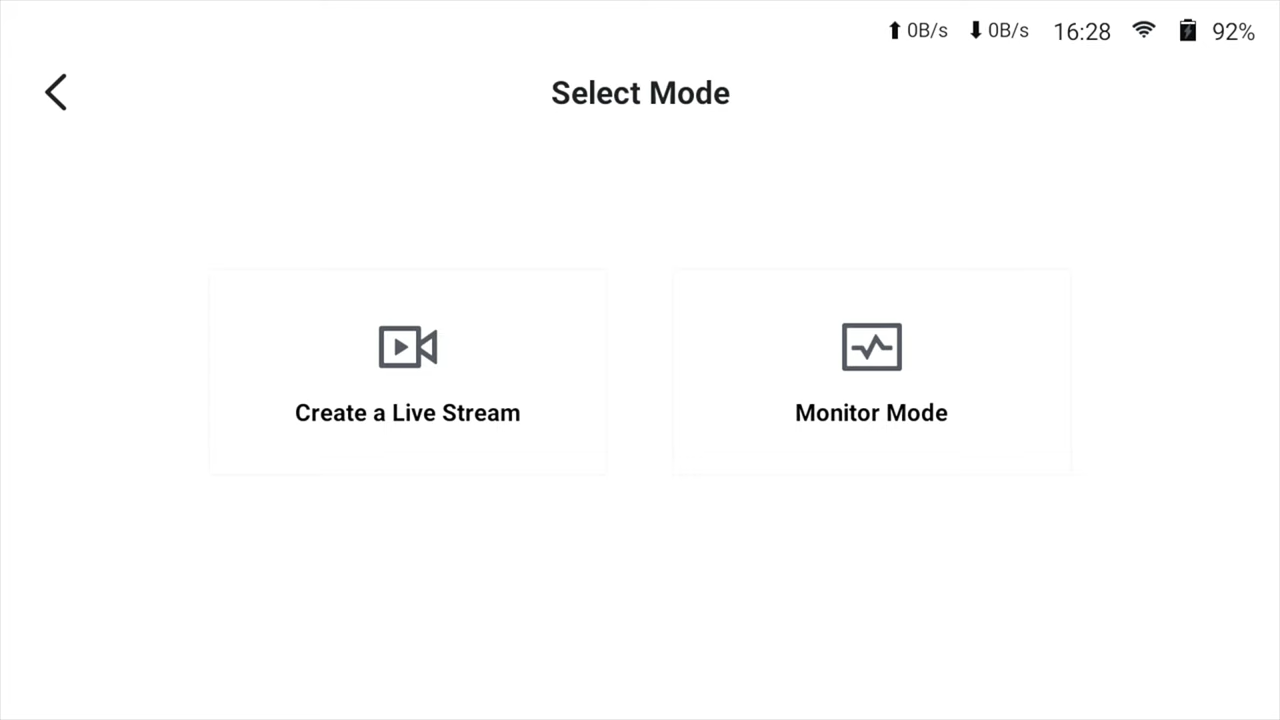 0B/s 0B/s 16:28 92%
Select Mode
Create a Live Stream
Monitor Mode